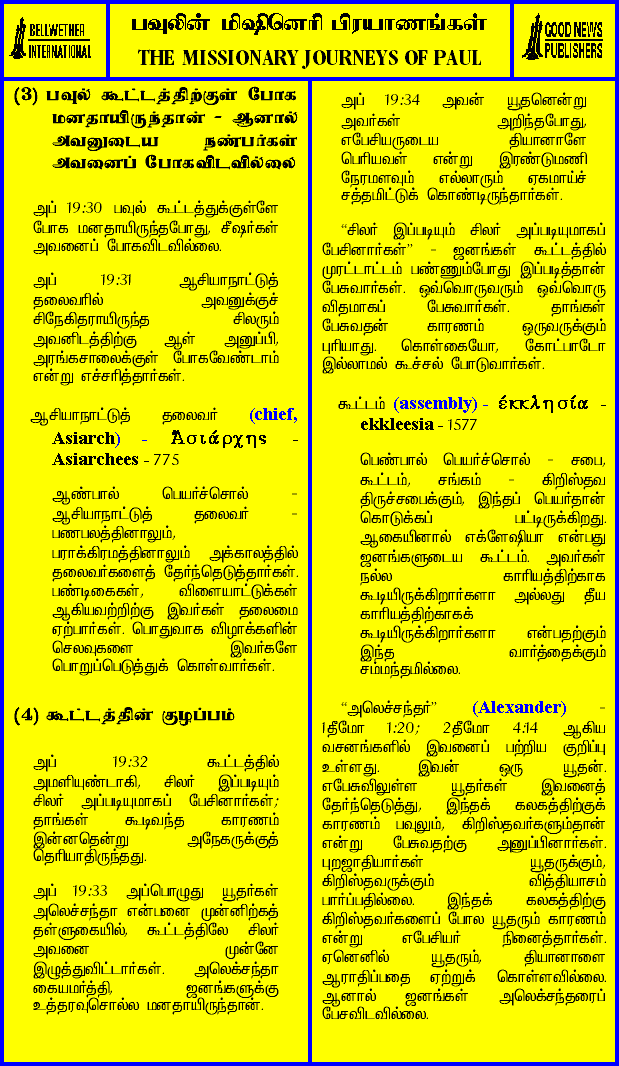 BELLWETHER
INTERNATIONAL
பவுலின் மிஷினெரி பிரயாணங்கள்
THE MISSIONARY JOURNEYS OF PAUL
GOOD NEWS
PUBLISHERS
(3) பவுல் கூட்டத்திற்குள் போக
மனதாயிருந்தான் - ஆனால்
அவனுடைய நண்பர்கள்
அவனைப் போகவிடவில்லை
அப் 19:30 பவுல் கூட்டத்துக்குள்ளே
போக மனதாயிருந்தபோது, சீஷர்கள்
அவனைப் போகவிடவில்லை.
அப் 19:31 ஆசியாநாட்டுத்
தலைவரில் அவனுக்குச்
சிநேகிதராயிருந்த சிலரும்
அவனிடத்திற்கு ஆள் அனுப்பி,
அரங்கசாலைக்குள் போகவேண்டாம்
என்று எச்சரித்தார்கள்.
ஆசியாநாட்டுத் தலைவர் (chief,
Asiarch) - Ἀσιάρχης -
Asiarchees - 775
ஆண்பால் பெயர்ச்சொல் -
ஆசியாநாட்டுத் தலைவர் -
பணபலத்தினாலும்,
பராக்கிரமத்தினாலும் அக்காலத்தில்
தலைவர்களைத் தேர்ந்தெடுத்தார்கள்.
பண்டிகைகள், விளையாட்டுக்கள்
ஆகியவற்றிற்கு இவர்கள் தலைமை
ஏற்பார்கள். பொதுவாக விழாக்களின்
செலவுகளை இவர்களே
பொறுப்பெடுத்துக் கொள்வார்கள்.
(4) கூட்டத்தின் குழப்பம்
அப் 19:32 கூட்டத்தில்
அமளியுண்டாகி, சிலர் இப்படியும்
சிலர் அப்படியுமாகப் பேசினார்கள்;
தாங்கள் கூடிவந்த காரணம்
இன்னதென்று அநேகருக்குத்
தெரியாதிருந்தது.
அப் 19:33 அப்பொழுது யூதர்கள்
அலெக்சந்தர் என்பனை முன்னிற்கத்
தள்ளுகையில், கூட்டத்திலே சிலர்
அவனை முன்னே
இழுத்துவிட்டார்கள். அலெக்சந்தர்
கையமர்த்தி, ஜனங்களுக்கு
உத்தரவுசொல்ல மனதாயிருந்தான்.
அப் 19:34 அவன் யூதனென்று
அவர்கள் அறிந்தபோது,
எபேசியருடைய தியானாளே
பெரியவள் என்று இரண்டுமணி
நேரமளவும் எல்லாரும் ஏகமாய்ச்
சத்தமிட்டுக் கொண்டிருந்தார்கள்.
“சிலர் இப்படியும் சிலர் அப்படியுமாகப்
பேசினார்கள்” - ஜனங்கள் கூட்டத்தில்
முரட்டாட்டம் பண்ணும்போது இப்படித்தான்
பேசுவார்கள். ஒவ்வொருவரும் ஒவ்வொரு
விதமாகப் பேசுவார்கள். தாங்கள்
பேசுவதன் காரணம் ஒருவருக்கும்
புரியாது. கொள்கையோ, கோட்பாடோ
இல்லாமல் கூச்சல் போடுவார்கள்.
கூட்டம் (assembly) - ἐκκλησία -
ekkleesia - 1577
பெண்பால் பெயர்ச்சொல் - சபை,
கூட்டம், சங்கம் - கிறிஸ்தவ
திருச்சபைக்கும், இந்தப் பெயர்தான்
கொடுக்கப் பட்டிருக்கிறது.
ஆகையினால் எக்ளேஷியா என்பது
ஜனங்களுடைய கூட்டம். அவர்கள்
நல்ல காரியத்திற்காக
கூடியிருக்கிறார்களா அல்லது தீய
காரியத்திற்காகக்
கூடியிருக்கிறார்களா என்பதற்கும்
இந்த வார்த்தைக்கும்
சம்மந்தமில்லை.
“அலெச்சந்தர்” (Alexander) -
1தீமோ 1:20; 2தீமோ 4:14 ஆகிய
வசனங்களில் இவனைப் பற்றிய குறிப்பு
உள்ளது. இவன் ஒரு யூதன்.
எபேசுவிலுள்ள யூதர்கள் இவனைத்
தேர்ந்தெடுத்து, இந்தக் கலகத்திற்குக்
காரணம் பவுலும், கிறிஸ்தவர்களும்தான்
என்று பேசுவதற்கு அனுப்பினார்கள்.
புறஜாதியார்கள் யூதருக்கும்,
கிறிஸ்தவருக்கும் வித்தியாசம்
பார்ப்பதில்லை. இந்தக் கலகத்திற்கு
கிறிஸ்தவர்களைப் போல யூதரும் காரணம்
என்று எபேசியர் நினைத்தார்கள்.
ஏனெனில் யூதரும், தியானாளை
ஆராதிப்பதை ஏற்றுக் கொள்ளவில்லை.
ஆனால் ஜனங்கள் அலெக்சந்தரைப்
பேசவிடவில்லை.